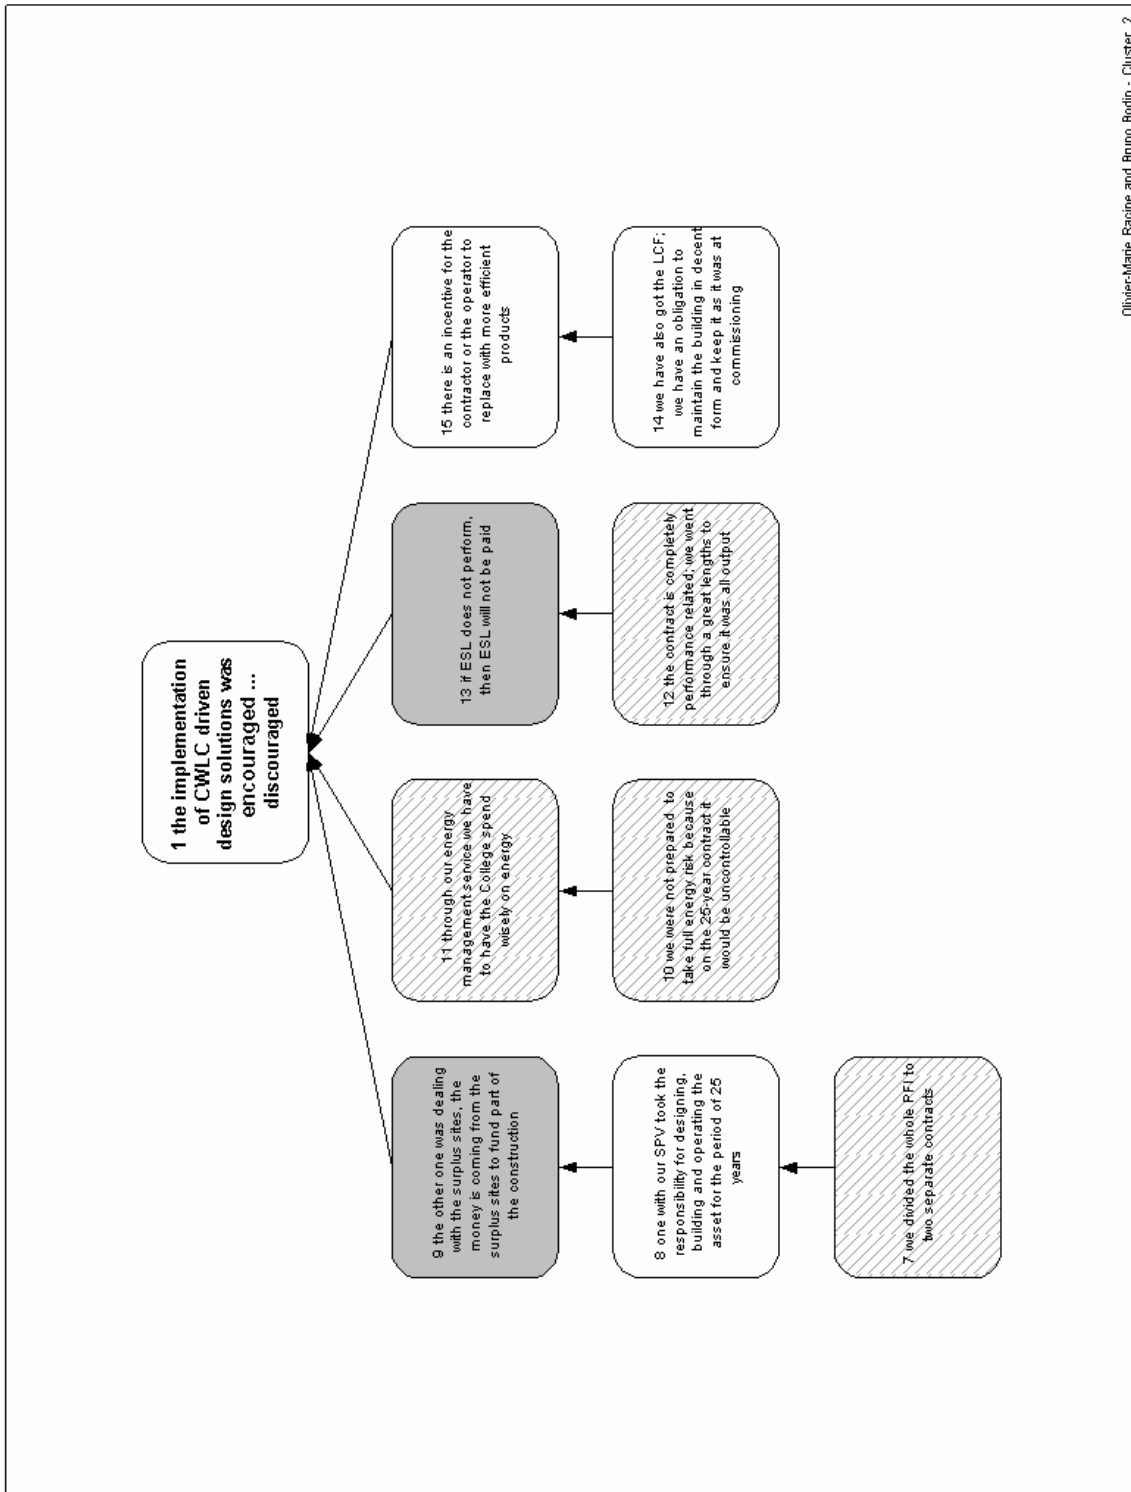 1 the implementation
of CWLC driven
design solutions was
encouraged ...
discouraged
9 the other one was dealing
with the surplus sites, the
money is coming from the
surplus sites to fund part of
the construction
11 through our energy
management service we have
to have the College spend
wisely on energy
13 if ESL does not perform,
then ESL will not be paid
15 there is an incentive for the
contractor or the operator to
replace with more efficient
products
8 one with our SPV took the
responsibility for designing,
building and operating the
asset for the period of 25
years
10 we were not prepared to
take full energy risk because
on the 25-year contract it
would be uncontrollable
12 the contract is completely
performance related; we went
through a great lengths to
ensure it was all output
14 we have also got the LCF;
we have an obligation to
maintain the building in decent
form and keep it as it was at
commissioning
7 we divided the whole PFI to
two separate contracts
Olivier-Marie Racine and Bruno Bodin - Cluster 2